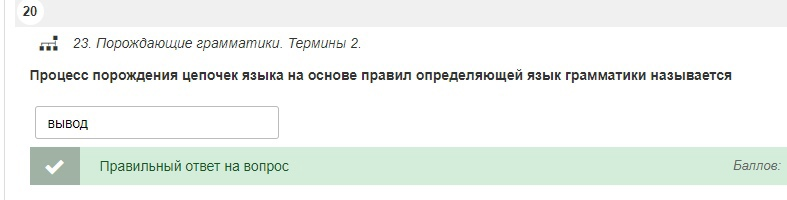 20
23. Порождающие грамматики. Термины 2.
Процесс порождения цепочек языка на основе правил определяющей язык грамматики называется
вывод
Правильный ответ на вопрос
Баллов: